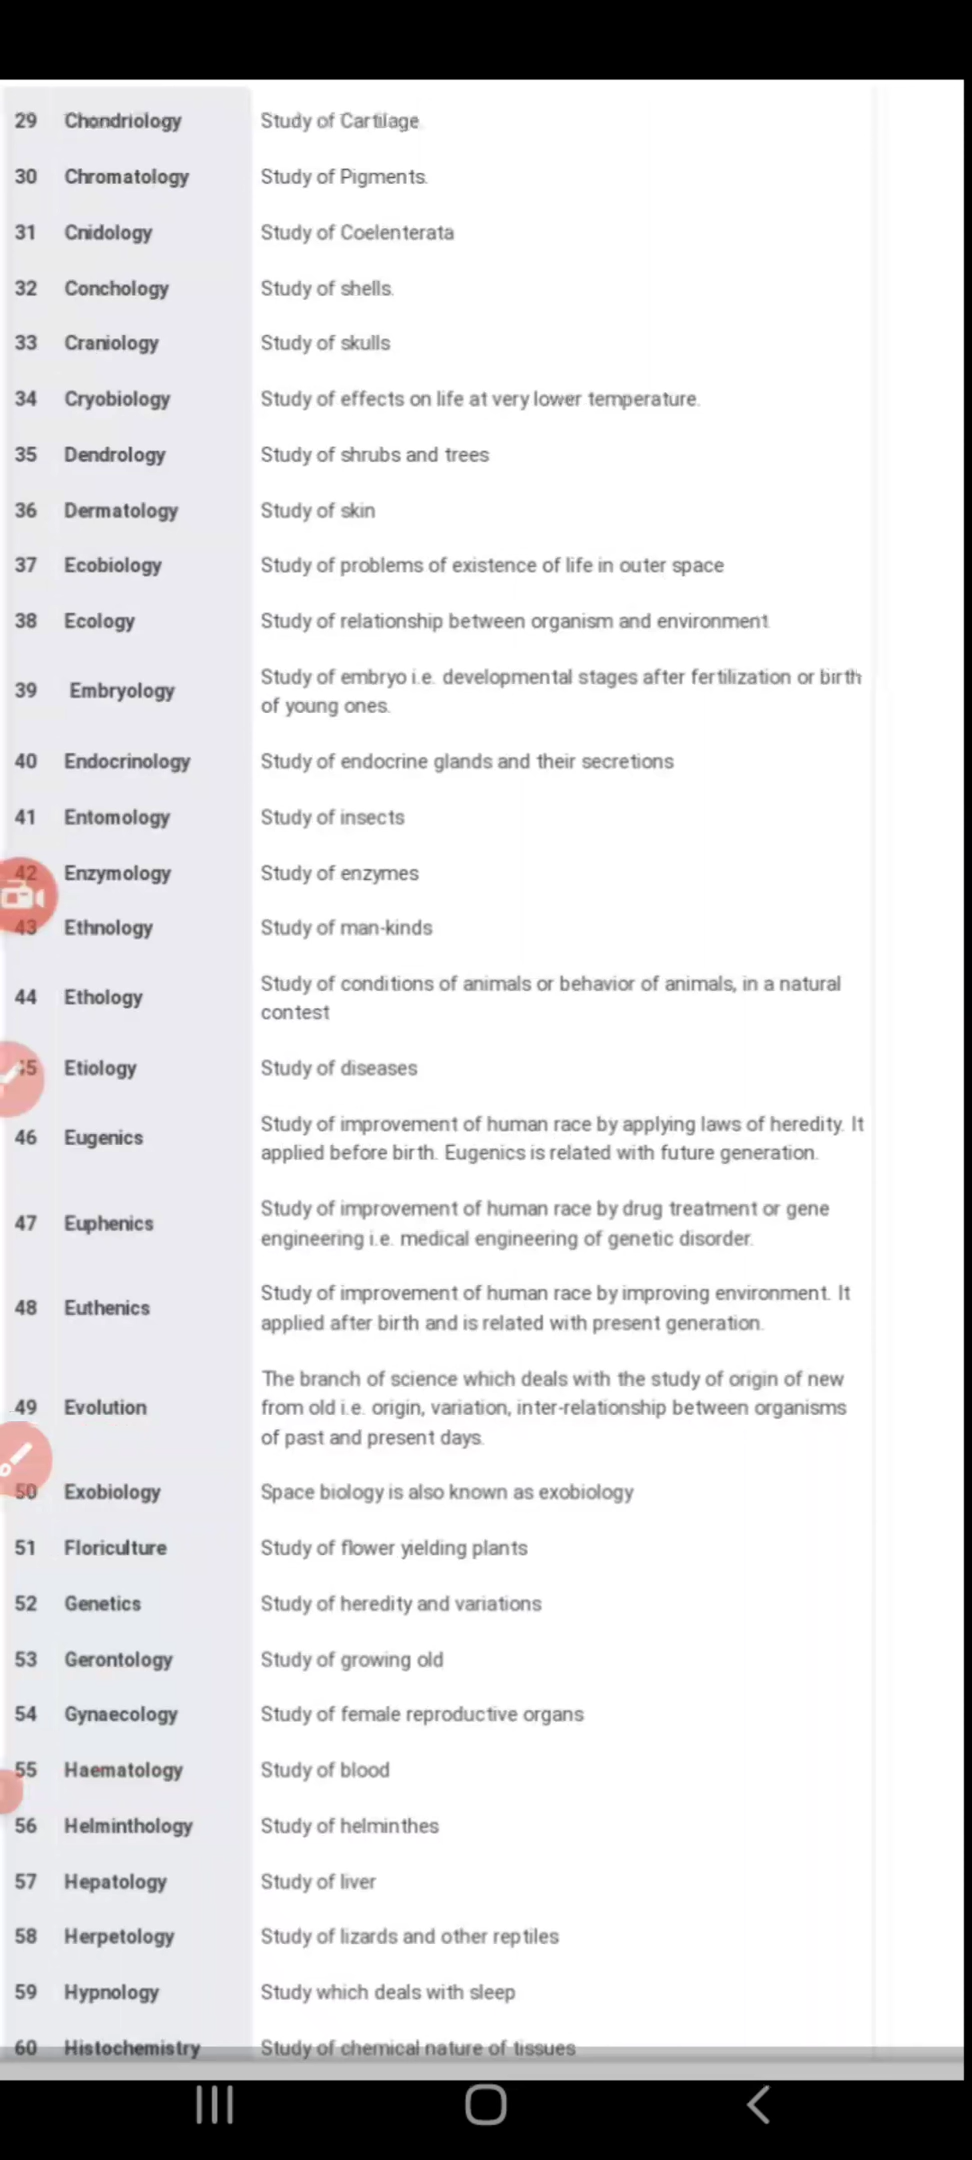 29 Chondriology Study of Cartilage
30 Chromatology Study of Pigments.
31 Cnidology Study of Coelenterata
32 Conchology Study of shells.
33 Craniology Study of skulls
34 Cryobiology Study of effects on life at very lower temperature.
35 Dendrology Study of shrubs and trees
36 Dermatology Study of skin
37 Ecobiology Study of problems of existence of life in outer space
38 Ecology Study of relationship between organism and environment
39 Embryology Study of embryo i.e. developmental stages after fertilization or birth
of young ones.
40 Endocrinology Study of endocrine glands and their secretions
41 Entomology Study of insects
42 Enzymology Study of enzymes
43 Ethnology Study of man-kinds
44 Ethology Study of conditions of animals or behavior of animals, in a natural
contest
45 Etiology Study of diseases
46 Eugenics Study of improvement of human race by applying laws of heredity. It
applied before birth. Eugenics is related with future generation.
47 Euphenics Study of improvement of human race by drug treatment or gene
engineering i.e. medical engineering of genetic disorder.
48 Euthenics Study of improvement of human race by improving environment. It
applied after birth and is related with present generation.
49 Evolution The branch of science which deals with the study of origin of new
from old i.e. origin, variation, inter-relationship between organisms
of past and present days.
50 Exobiology Space biology is also known as exobiology
51 Floriculture Study of flower yielding plants
52 Genetics Study of heredity and variations
53 Gerontology Study of growing old
54 Gynaecology Study of female reproductive organs
55 Haematology Study of blood
56 Helminthology Study of helminthes
57 Hepatology Study of liver
58 Herpetology Study of lizards and other reptiles
59 Hypnology Study which deals with sleep
60 Histochemistry Study of chemical nature of tissues